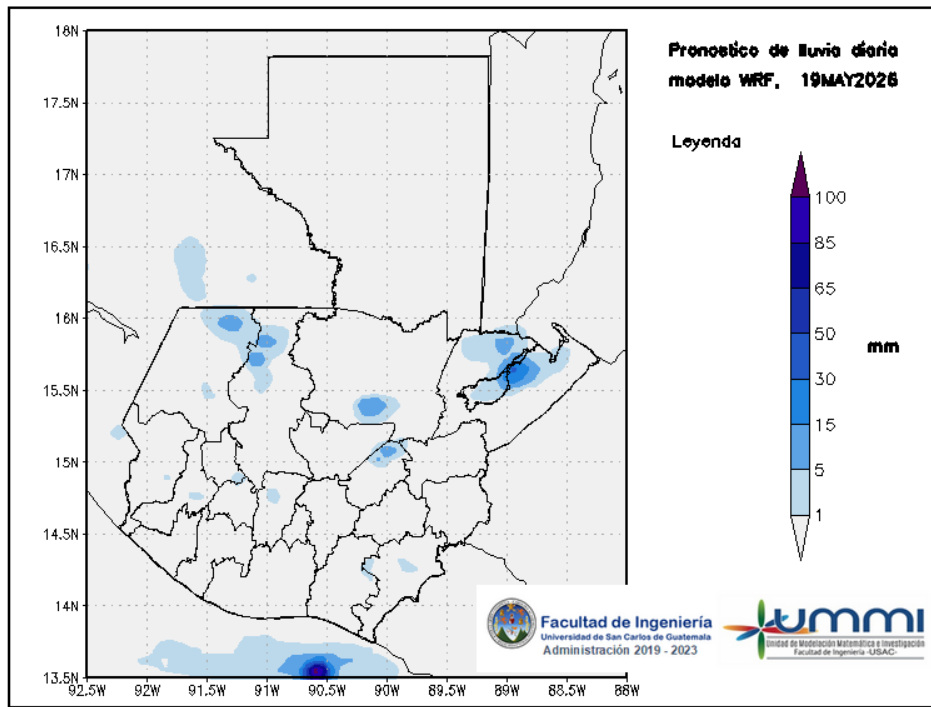 Pronostico de lluvia diaria
modelo WRF, 19MAY2026
Leyenda
100
85
65
50
30
15
5
1
mm
18N
17.5N
17N
16.5N
16N
15.5N
15N
14.5N
14N
13.5N
92.5W
92W
91.5W
91W
90.5W
90W
89.5W
89W
88.5W
88W
Facultad de Ingeniería
Universidad de San Carlos de Guatemala
Administración 2019 - 2023
UMMI
Unidad de Modelación Matemática e Investigación
Facultad de Ingeniería -USAC-